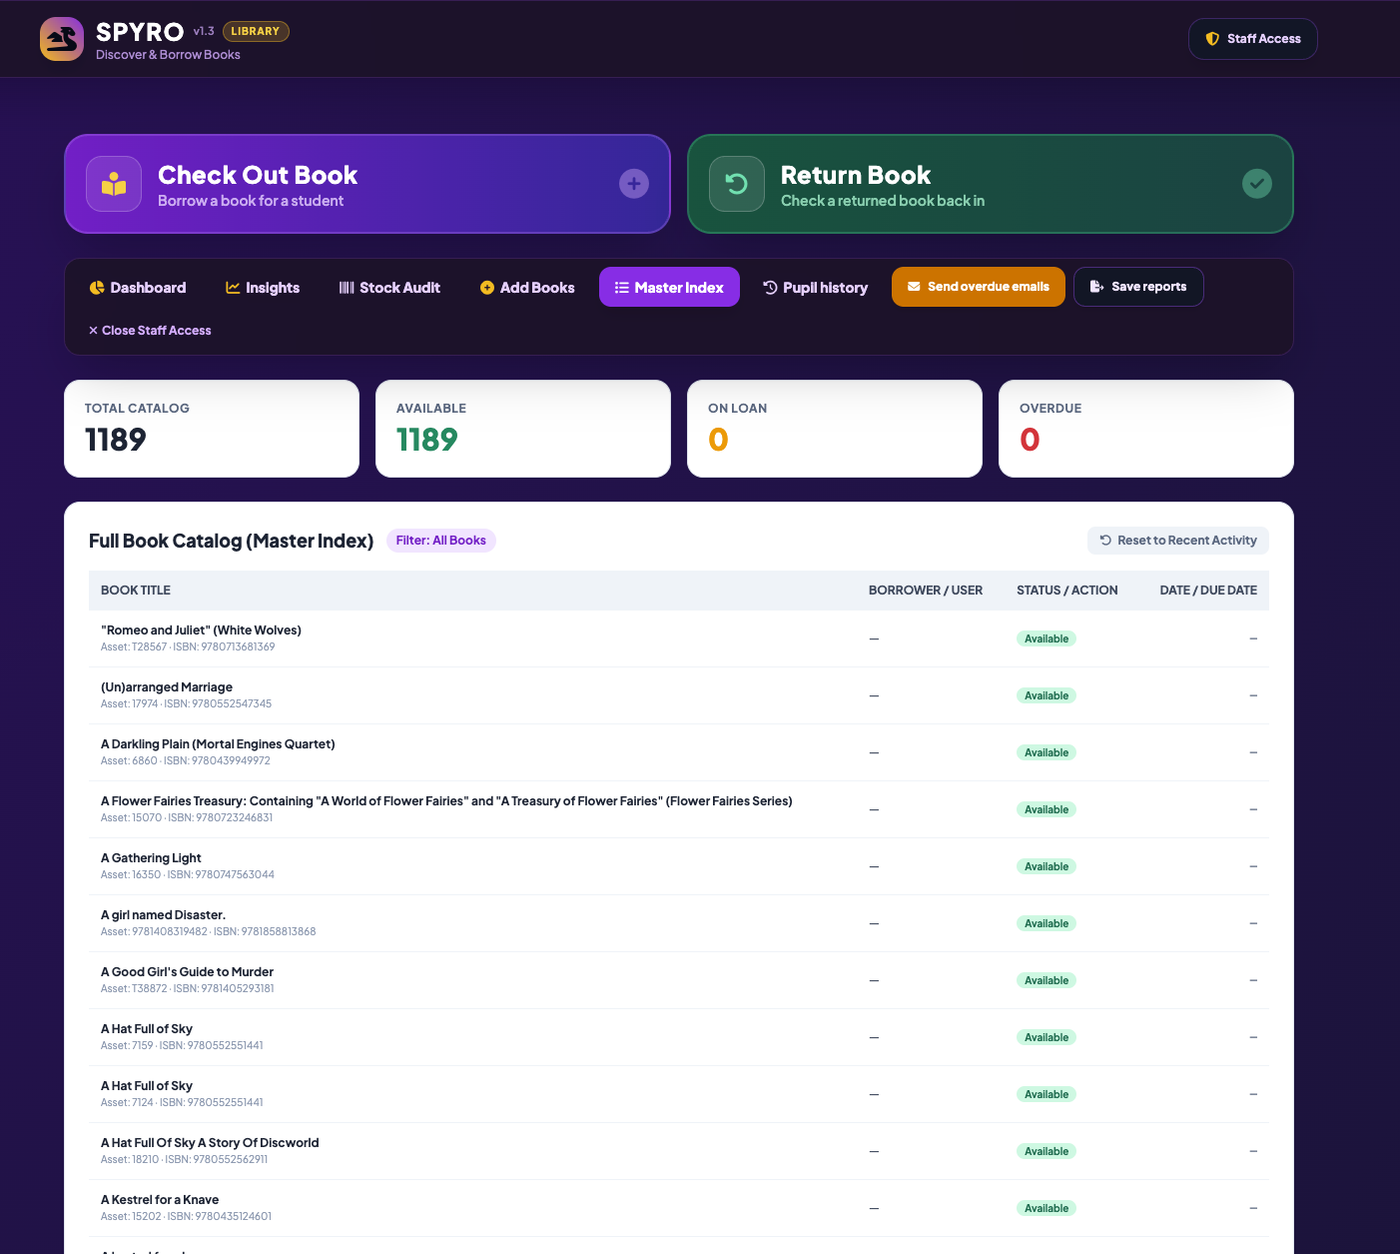 SPYRO v1.3 LIBRARY
Discover & Borrow Books
Staff Access
Check Out Book
Borrow a book for a student
Return Book
Check a returned book back in
Dashboard Insights Stock Audit Add Books Master Index Pupil history Send overdue emails Save reports
× Close Staff Access
TOTAL CATALOG
1189
AVAILABLE
1189
ON LOAN
0
OVERDUE
0
Full Book Catalog (Master Index) Filter: All Books Reset to Recent Activity
BOOK TITLE BORROWER / USER STATUS / ACTION DATE / DUE DATE
"Romeo and Juliet" (White Wolves)
Asset: T28567 · ISBN: 9780713681369
— Available —
(Un)arranged Marriage
Asset: 17974 · ISBN: 9780552547345
— Available —
A Darkling Plain (Mortal Engines Quartet)
Asset: 6860 · ISBN: 9780439949972
— Available —
A Flower Fairies Treasury: Containing "A World of Flower Fairies" and "A Treasury of Flower Fairies" (Flower Fairies Series)
Asset: 15070 · ISBN: 9780723246831
— Available —
A Gathering Light
Asset: 16350 · ISBN: 9780747563044
— Available —
A girl named Disaster.
Asset: 9781408319482 · ISBN: 9781858813868
— Available —
A Good Girl's Guide to Murder
Asset: T38872 · ISBN: 9781405293181
— Available —
A Hat Full of Sky
Asset: 7159 · ISBN: 9780552551441
— Available —
A Hat Full of Sky
Asset: 7124 · ISBN: 9780552551441
— Available —
A Hat Full Of Sky A Story Of Discworld
Asset: 18210 · ISBN: 9780552562911
— Available —
A Kestrel for a Knave
Asset: 15202 · ISBN: 9780435124601
— Available —